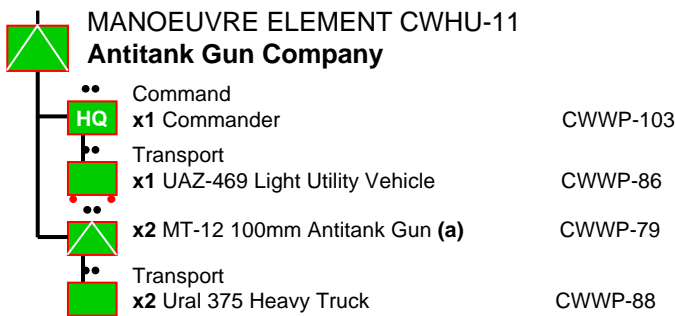 MANOEUVRE ELEMENT CWHU-11
Antitank Gun Company
Command
HQ x1 Commander CWWP-103
Transport
x1 UAZ-469 Light Utility Vehicle CWWP-86
x2 MT-12 100mm Antitank Gun (a) CWWP-79
Transport
x2 Ural 375 Heavy Truck CWWP-88